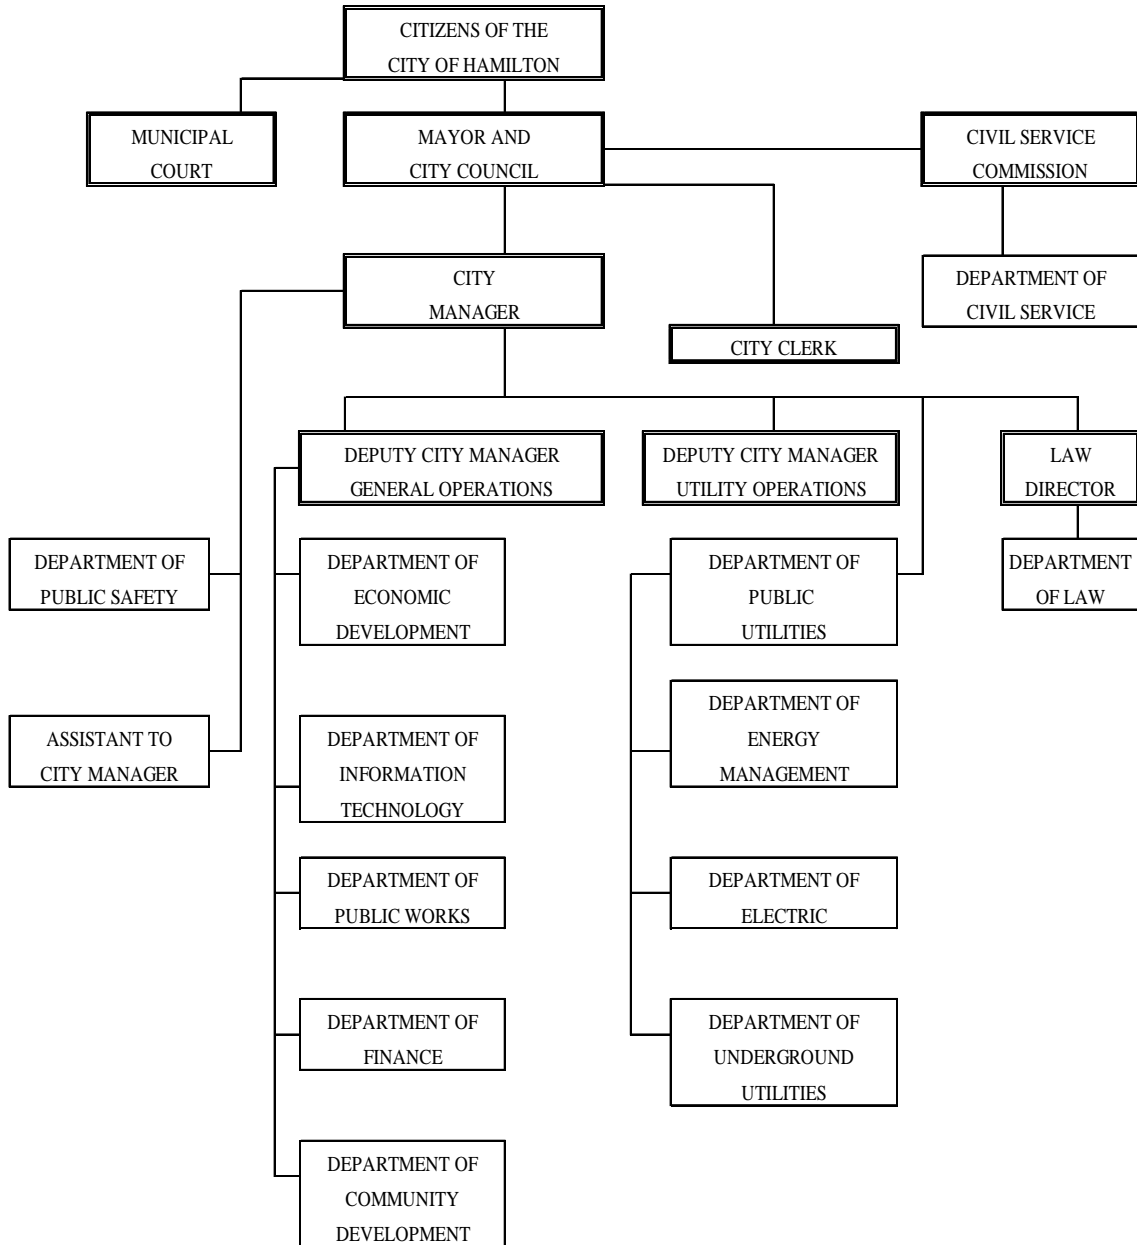 CITIZENS OF THE
CITY OF HAMILTON
MUNICIPAL
COURT
MAYOR AND
CITY COUNCIL
CIVIL SERVICE
COMMISSION
CITY
MANAGER
DEPARTMENT OF
CIVIL SERVICE
CITY CLERK
DEPUTY CITY MANAGER
GENERAL OPERATIONS
DEPUTY CITY MANAGER
UTILITY OPERATIONS
LAW
DIRECTOR
DEPARTMENT OF
PUBLIC SAFETY
DEPARTMENT OF
ECONOMIC
DEVELOPMENT
DEPARTMENT OF
PUBLIC
UTILITIES
DEPARTMENT
OF LAW
ASSISTANT TO
CITY MANAGER
DEPARTMENT OF
INFORMATION
TECHNOLOGY
DEPARTMENT OF
ENERGY
MANAGEMENT
DEPARTMENT OF
PUBLIC WORKS
DEPARTMENT OF
ELECTRIC
DEPARTMENT OF
FINANCE
DEPARTMENT OF
UNDERGROUND
UTILITIES
DEPARTMENT OF
COMMUNITY
DEVELOPMENT